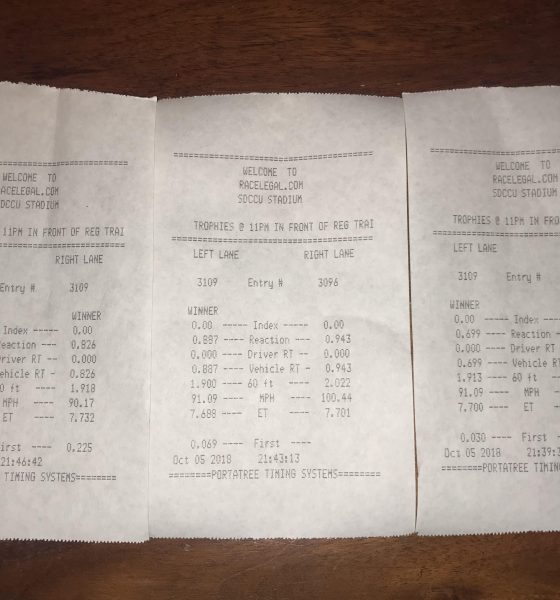 ==========================
WELCOME TO
RACELEGAL.COM
SDCCU STADIUM
11PM IN FRONT OF REG TRAI
==========================
RIGHT LANE
Entry # 3109
WINNER
Index ----- 0.00
Reaction --- 0.826
Driver RT -- 0.000
Vehicle RT - 0.826
60 ft ---- 1.918
MPH ---- 90.17
ET ---- 7.732
First ---- 0.225
21:46:42
TIMING SYSTEMS========
==============================
WELCOME TO
RACELEGAL.COM
SDCCU STADIUM
TROPHIES @ 11PM IN FRONT OF REG TRAI
==============================
LEFT LANE RIGHT LANE
3109 Entry # 3096
WINNER
0.00 ----- Index ----- 0.00
0.887 ---- Reaction --- 0.943
0.000 ---- Driver RT -- 0.000
0.887 ---- Vehicle RT - 0.943
1.900 ---- 60 ft ---- 2.022
91.09 ---- MPH ---- 100.44
7.688 ---- ET ---- 7.701
0.069 ---- First ----
Oct 05 2018 21:43:13
========PORTATREE TIMING SYSTEMS========
====================
WELCOME TO
RACELEGAL.COM
SDCCU STADIUM
TROPHIES @ 11PM IN FRONT OF
====================
LEFT LANE
3109 Entry #
WINNER
0.00 ----- Index
0.699 ---- Reaction
0.000 ---- Driver RT
0.699 ---- Vehicle RT
1.913 ---- 60 ft
91.09 ---- MPH
7.700 ---- ET
0.030 ---- First
Oct 05 2018 21:39:3
========PORTATREE TIMING